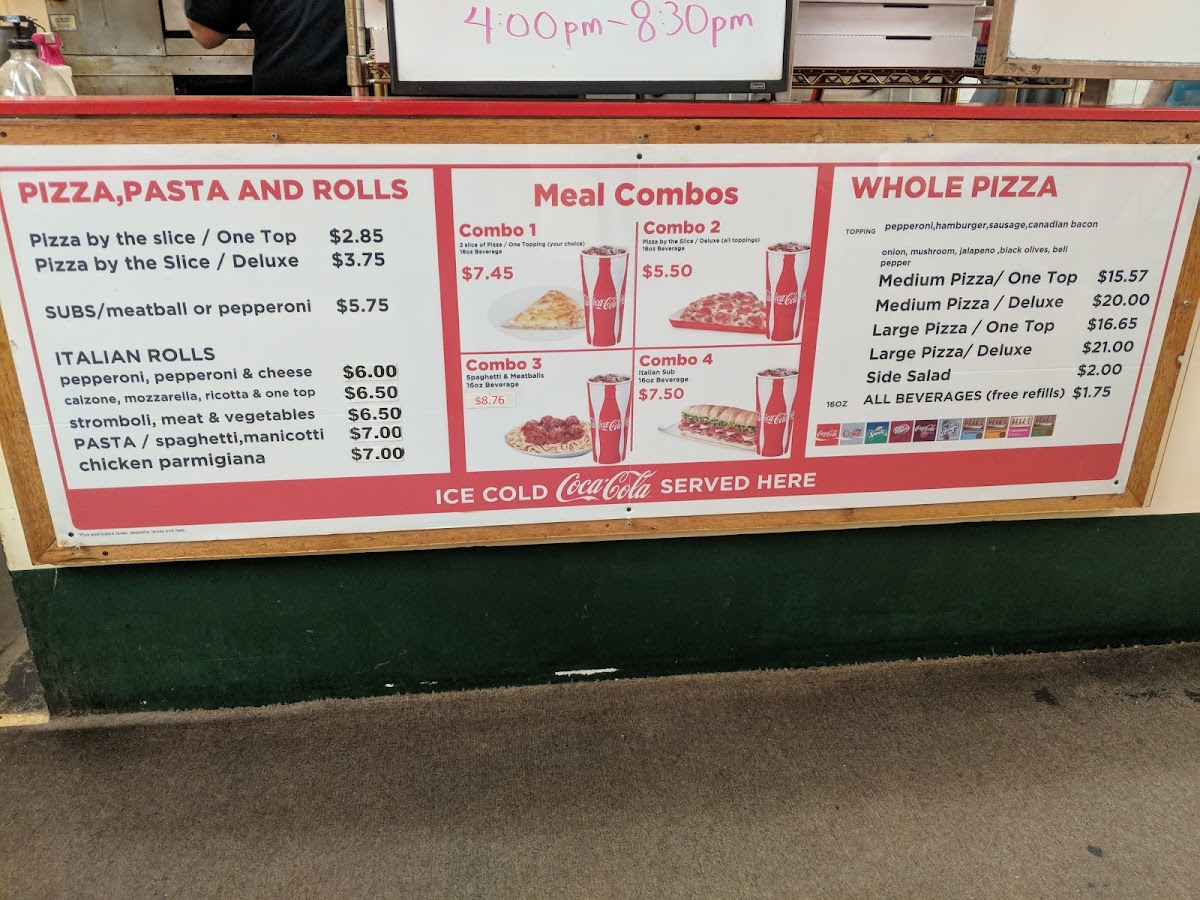 4:00pm-8:30pm
PIZZA,PASTA AND ROLLS
Pizza by the slice / One Top $2.85
Pizza by the Slice / Deluxe $3.75
SUBS/meatball or pepperoni $5.75
ITALIAN ROLLS
pepperoni, pepperoni & cheese $6.00
calzone, mozzarella, ricotta & one top $6.50
stromboli, meat & vegetables $6.50
PASTA / spaghetti,manicotti $7.00
chicken parmigiana $7.00
Meal Combos
Combo 1
2 slice of Pizza / One Topping (your choice)
16oz Beverage
$7.45
Combo 2
Pizza by the Slice / Deluxe (all toppings)
16oz Beverage
$5.50
Combo 3
Spaghetti & Meatballs
16oz Beverage
$8.76
Combo 4
Italian Sub
16oz Beverage
$7.50
WHOLE PIZZA
TOPPING pepperoni,hamburger,sausage,canadian bacon
onion, mushroom, jalapeno ,black olives, bell
pepper
Medium Pizza/ One Top $15.57
Medium Pizza / Deluxe $20.00
Large Pizza / One Top $16.65
Large Pizza/ Deluxe $21.00
Side Salad $2.00
16OZ ALL BEVERAGES (free refills) $1.75
ICE COLD Coca-Cola SERVED HERE